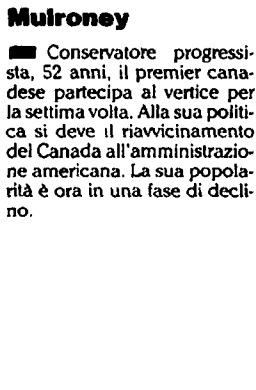 Mulroney
Conservatore progressi-
sta, 52 anni, il premier cana-
dese partecipa al vertice per
la settima volta. Alla sua politi-
ca si deve il riavvicinamento
del Canada all'amministrazio-
ne americana. La sua popola-
rità è ora in una fase di decli-
no.